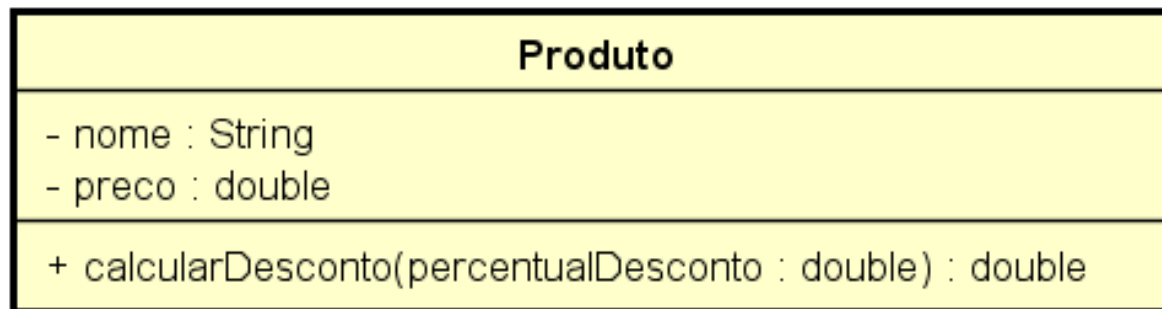 Produto
- nome : String
- preco : double
+ calcularDesconto(percentualDesconto : double) : double